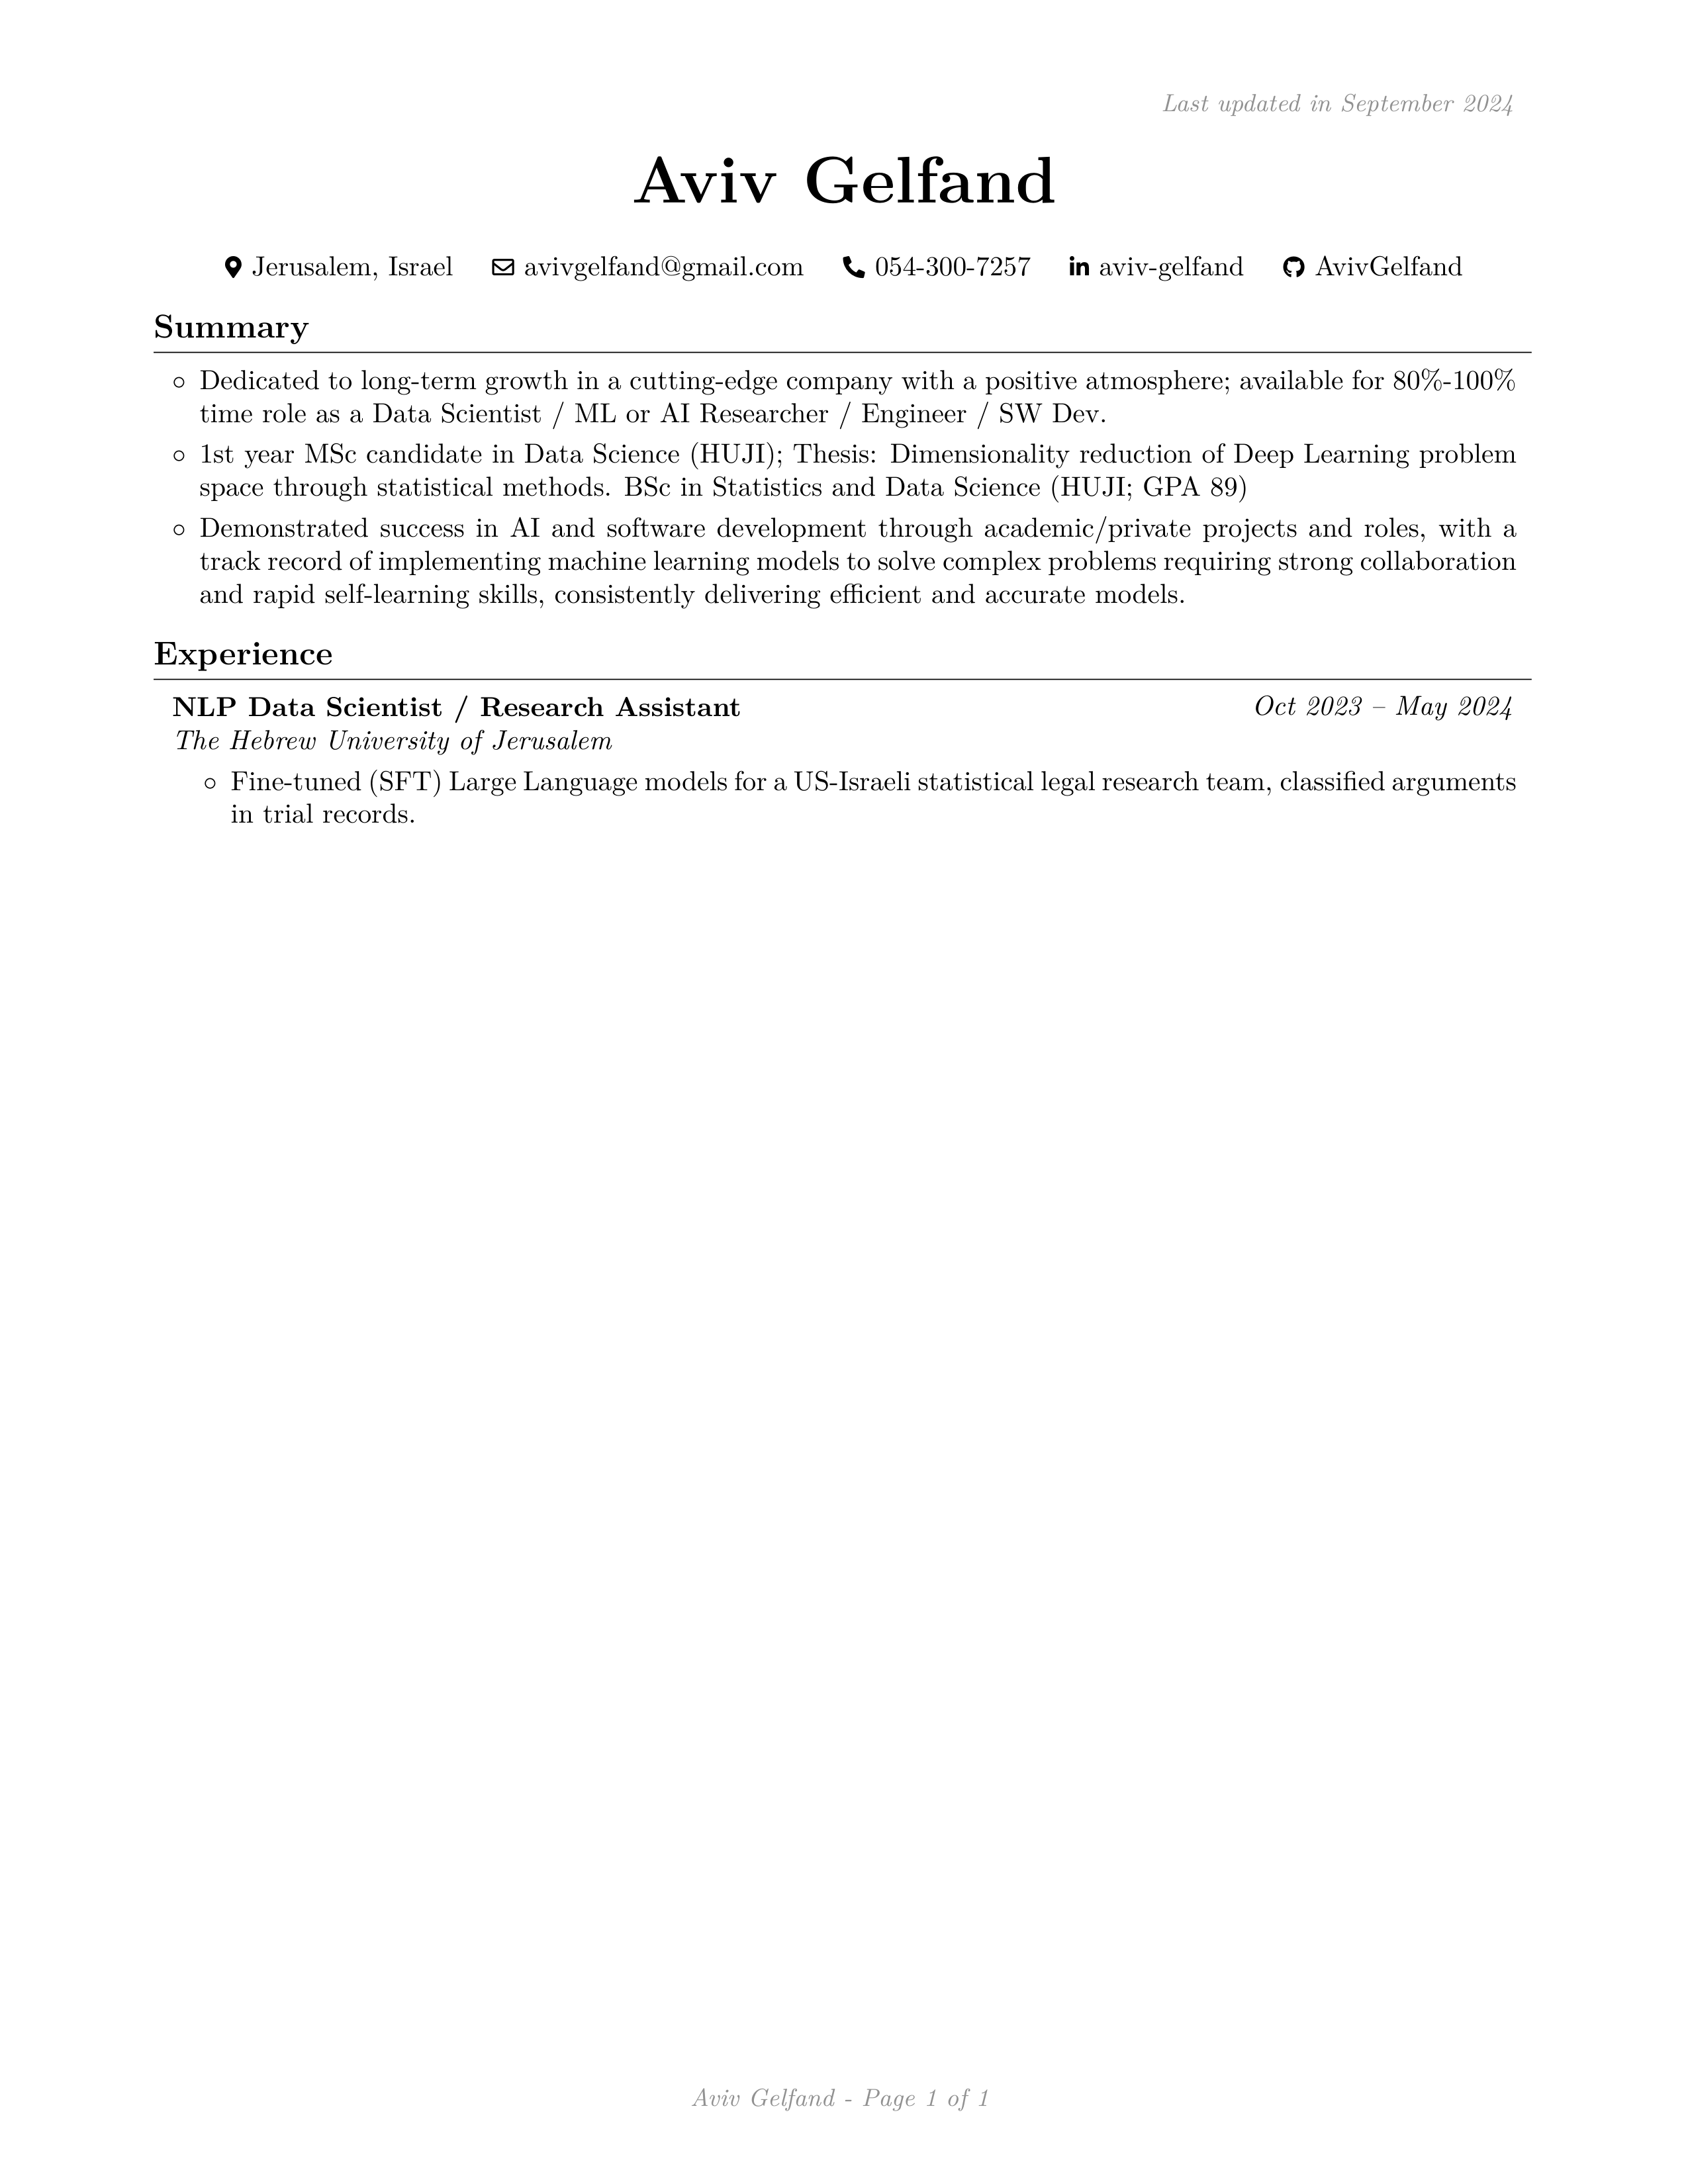 Last updated in September 2024
Aviv Gelfand
Jerusalem, Israel avivgelfand@gmail.com 054-300-7257 aviv-gelfand AvivGelfand
Summary
◦ Dedicated to long-term growth in a cutting-edge company with a positive atmosphere; available for 80%-100%
time role as a Data Scientist / ML or AI Researcher / Engineer / SW Dev.
◦ 1st year MSc candidate in Data Science (HUJI); Thesis: Dimensionality reduction of Deep Learning problem
space through statistical methods. BSc in Statistics and Data Science (HUJI; GPA 89)
◦ Demonstrated success in AI and software development through academic/private projects and roles, with a
track record of implementing machine learning models to solve complex problems requiring strong collaboration
and rapid self-learning skills, consistently delivering efficient and accurate models.
Experience
NLP Data Scientist / Research Assistant Oct 2023 – May 2024
The Hebrew University of Jerusalem
◦ Fine-tuned (SFT) Large Language models for a US-Israeli statistical legal research team, classified arguments
in trial records.
Aviv Gelfand - Page 1 of 1